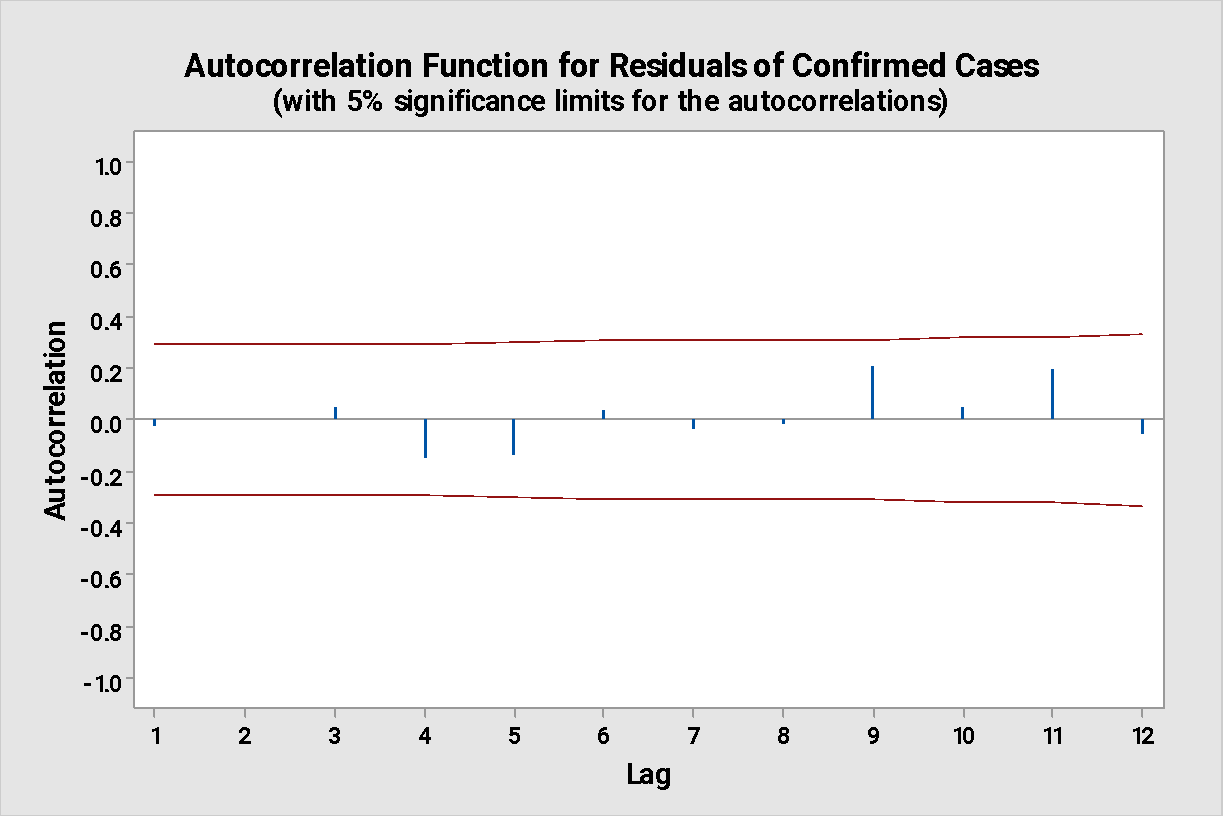 Autocorrelation Function for Residuals of Confirmed Cases
(with 5% significance limits for the autocorrelations)
Autocorrelation
1.0
0.8
0.6
0.4
0.2
0.0
-0.2
-0.4
-0.6
-0.8
-1.0
1 2 3 4 5 6 7 8 9 10 11 12
Lag